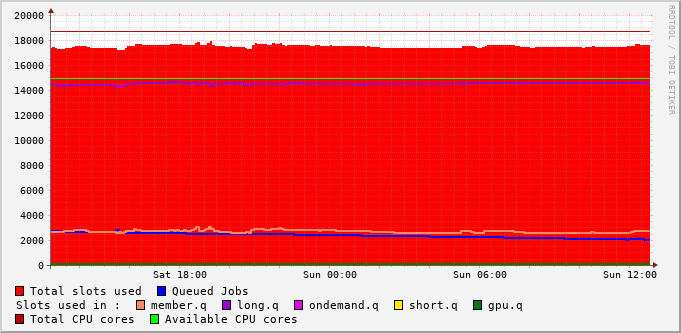 20000
18000
16000
14000
12000
10000
8000
6000
4000
2000
0
Sat 18:00 Sun 00:00 Sun 06:00 Sun 12:00
RRDTOOL / TOBI OETIKER
Total slots used Queued Jobs
Slots used in : member.q long.q ondemand.q short.q gpu.q
Total CPU cores Available CPU cores